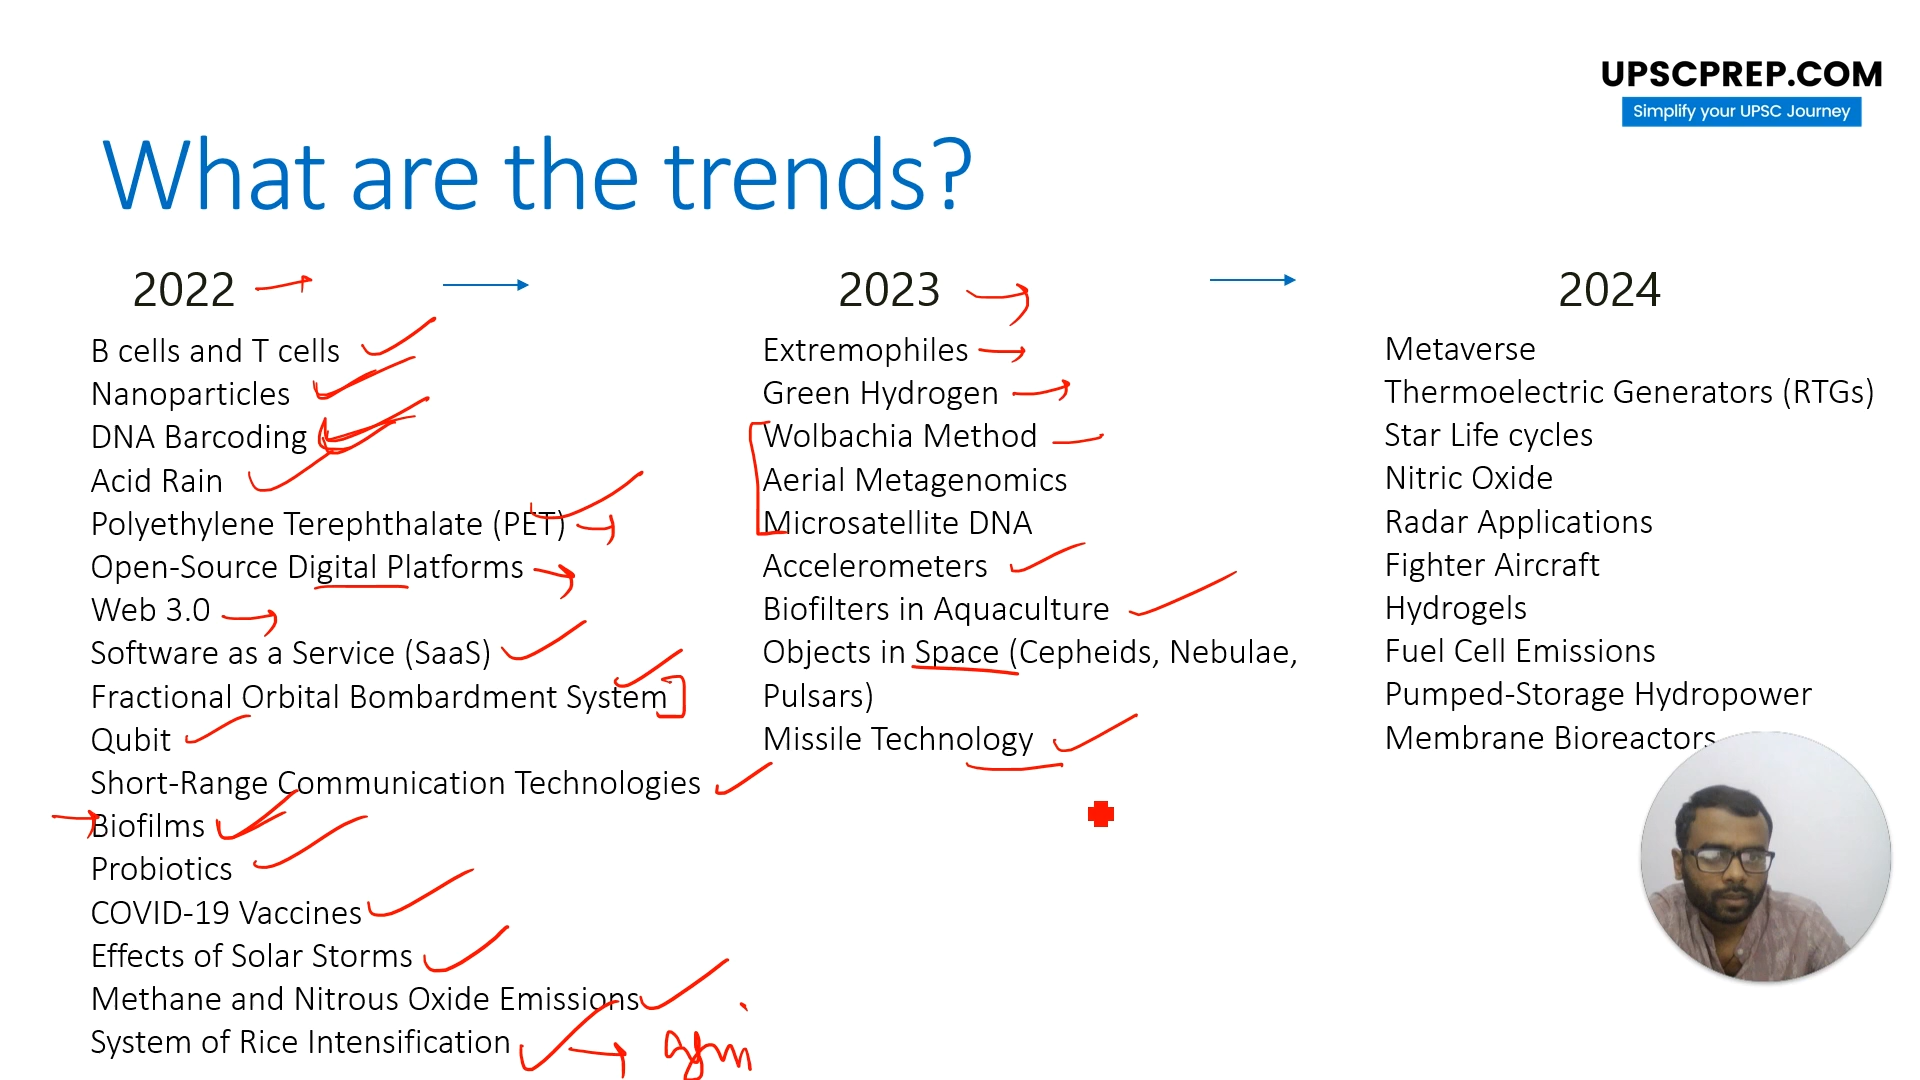 UPSCPREP.COM
Simplify your UPSC Journey
What are the trends?
2022
B cells and T cells
Nanoparticles
DNA Barcoding
Acid Rain
Polyethylene Terephthalate (PET)
Open-Source Digital Platforms
Web 3.0
Software as a Service (SaaS)
Fractional Orbital Bombardment System
Qubit
Short-Range Communication Technologies
Biofilms
Probiotics
COVID-19 Vaccines
Effects of Solar Storms
Methane and Nitrous Oxide Emissions
System of Rice Intensification
2023
Extremophiles
Green Hydrogen
Wolbachia Method
Aerial Metagenomics
Microsatellite DNA
Accelerometers
Biofilters in Aquaculture
Objects in Space (Cepheids, Nebulae,
Pulsars)
Missile Technology
2024
Metaverse
Thermoelectric Generators (RTGs)
Star Life cycles
Nitric Oxide
Radar Applications
Fighter Aircraft
Hydrogels
Fuel Cell Emissions
Pumped-Storage Hydropower
Membrane Bioreactors